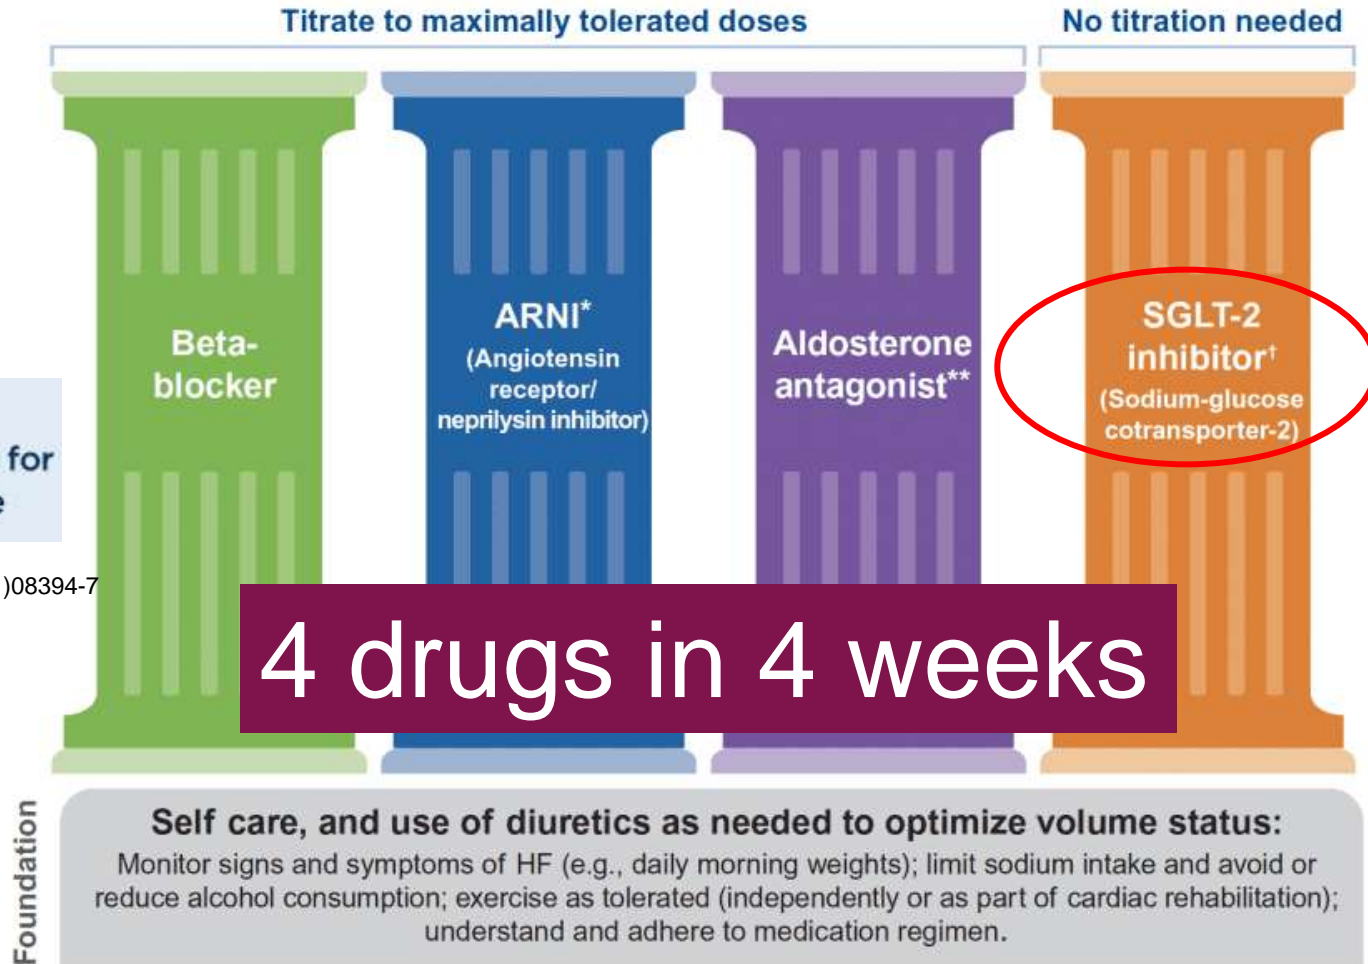 Titrate to maximally tolerated doses
No titration needed
Beta-
blocker
ARNI*
(Angiotensin
receptor/
neprilysin inhibitor)
Aldosterone
antagonist**
SGLT-2
inhibitor†
(Sodium-glucose
cotransporter-2)
for
e
)08394-7
4 drugs in 4 weeks
Foundation
Self care, and use of diuretics as needed to optimize volume status:
Monitor signs and symptoms of HF (e.g., daily morning weights); limit sodium intake and avoid or
reduce alcohol consumption; exercise as tolerated (independently or as part of cardiac rehabilitation);
understand and adhere to medication regimen.